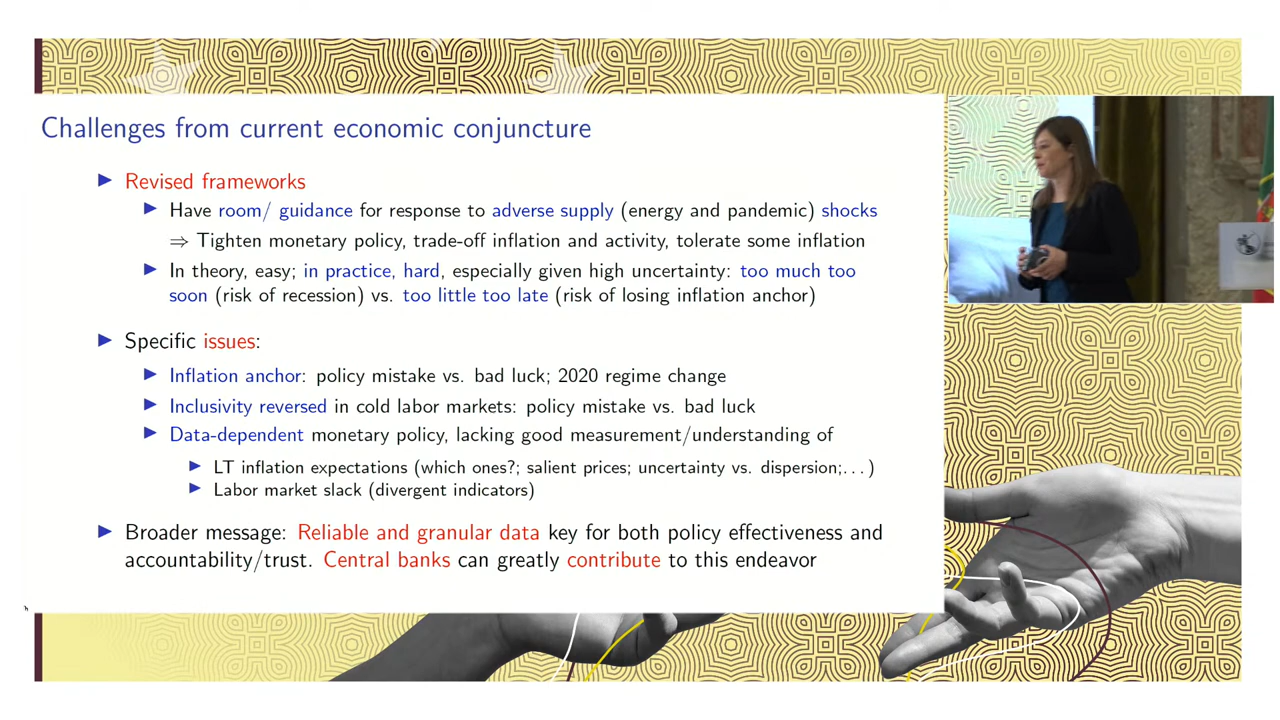 Challenges from current economic conjuncture
▶ Revised frameworks
▶ Have room/ guidance for response to adverse supply (energy and pandemic) shocks
⇒ Tighten monetary policy, trade-off inflation and activity, tolerate some inflation
▶ In theory, easy; in practice, hard, especially given high uncertainty: too much too
soon (risk of recession) vs. too little too late (risk of losing inflation anchor)
▶ Specific issues:
▶ Inflation anchor: policy mistake vs. bad luck; 2020 regime change
▶ Inclusivity reversed in cold labor markets: policy mistake vs. bad luck
▶ Data-dependent monetary policy, lacking good measurement/understanding of
▶ LT inflation expectations (which ones?; salient prices; uncertainty vs. dispersion;...)
▶ Labor market slack (divergent indicators)
▶ Broader message: Reliable and granular data key for both policy effectiveness and
accountability/trust. Central banks can greatly contribute to this endeavor